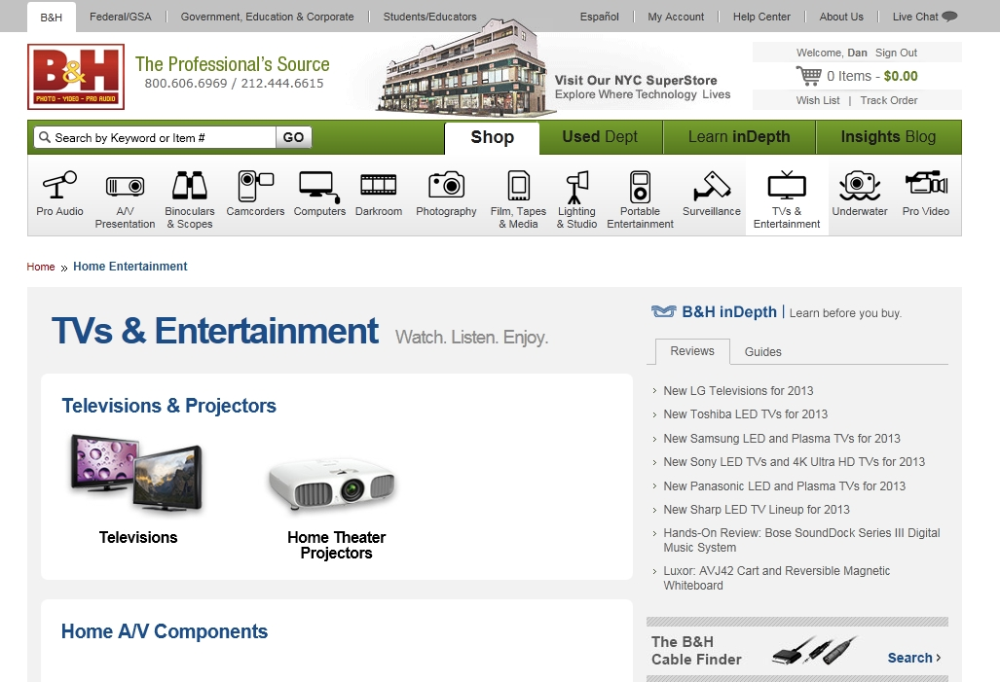 B&H
Federal/GSA
Government, Education & Corporate
Students/Educators
Español
My Account
Help Center
About Us
Live Chat
B&H
PHOTO - VIDEO - PRO AUDIO
The Professional's Source
800.606.6969 / 212.444.6615
Visit Our NYC SuperStore
Explore Where Technology Lives
Welcome, Dan Sign Out
0 Items - $0.00
Wish List | Track Order
Search by Keyword or Item #
GO
Shop
Used Dept
Learn inDepth
Insights Blog
Pro Audio
A/V
Presentation
Binoculars
& Scopes
Camcorders
Computers
Darkroom
Photography
Film, Tapes
& Media
Lighting
& Studio
Portable
Entertainment
Surveillance
TVs &
Entertainment
Underwater
Pro Video
Home » Home Entertainment
TVs & Entertainment Watch. Listen. Enjoy.
Televisions & Projectors
Televisions
Home Theater
Projectors
Home A/V Components
B&H inDepth | Learn before you buy.
Reviews
Guides
New LG Televisions for 2013
New Toshiba LED TVs for 2013
New Samsung LED and Plasma TVs for 2013
New Sony LED TVs and 4K Ultra HD TVs for 2013
New Panasonic LED and Plasma TVs for 2013
New Sharp LED TV Lineup for 2013
Hands-On Review: Bose SoundDock Series III Digital
Music System
Luxor: AVJ42 Cart and Reversible Magnetic
Whiteboard
The B&H
Cable Finder
Search ›